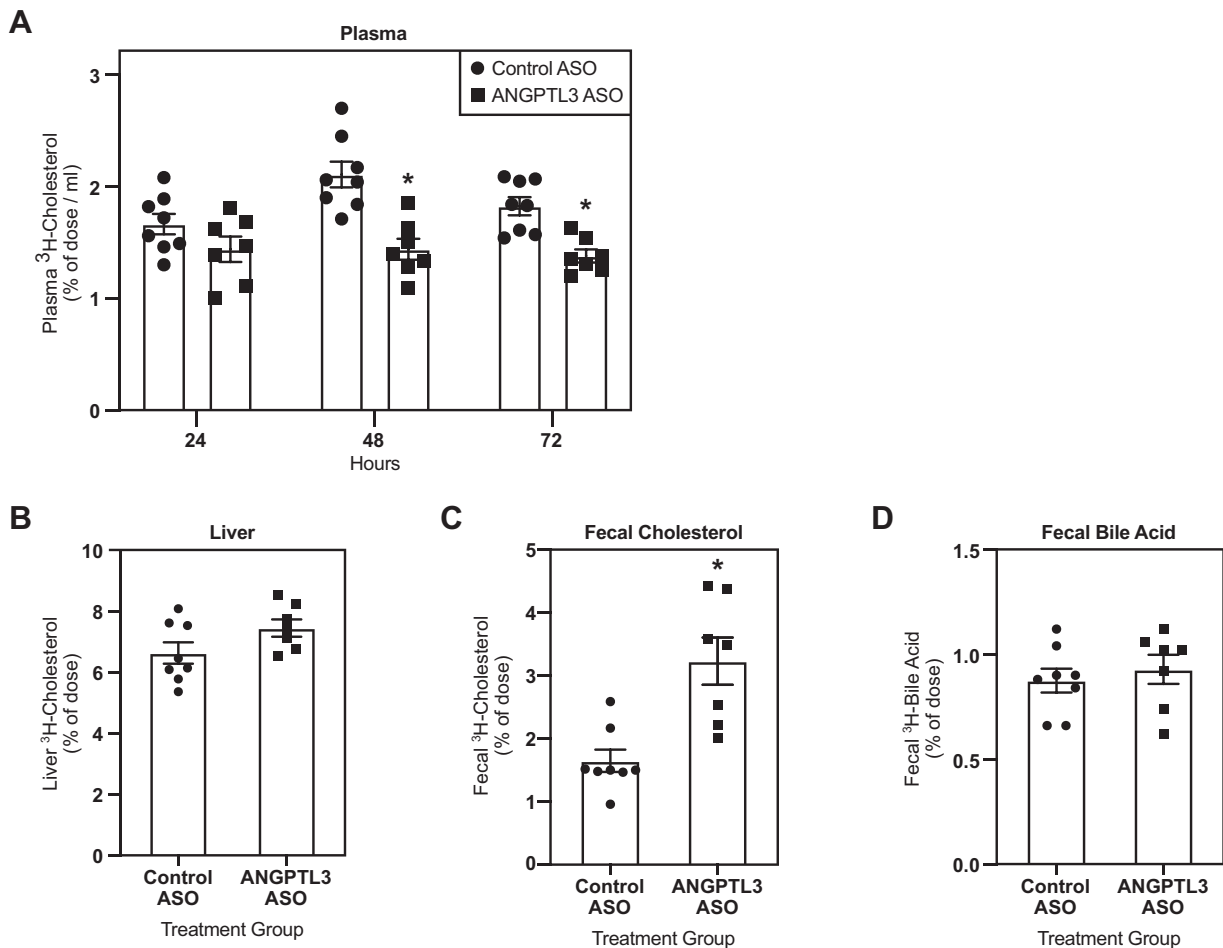 A
Plasma
Control ASO
ANGPTL3 ASO
Plasma ³H-Cholesterol
(% of dose / ml)
3
2
1
0
*
*
24
48
72
Hours
B
Liver
Liver ³H-Cholesterol
(% of dose)
10
8
6
4
2
0
Control
ASO
ANGPTL3
ASO
Treatment Group
C
Fecal Cholesterol
Fecal ³H-Cholesterol
(% of dose)
5
4
3
2
1
0
*
Control
ASO
ANGPTL3
ASO
Treatment Group
D
Fecal Bile Acid
Fecal ³H-Bile Acid
(% of dose)
1.5
1.0
0.5
0.0
Control
ASO
ANGPTL3
ASO
Treatment Group